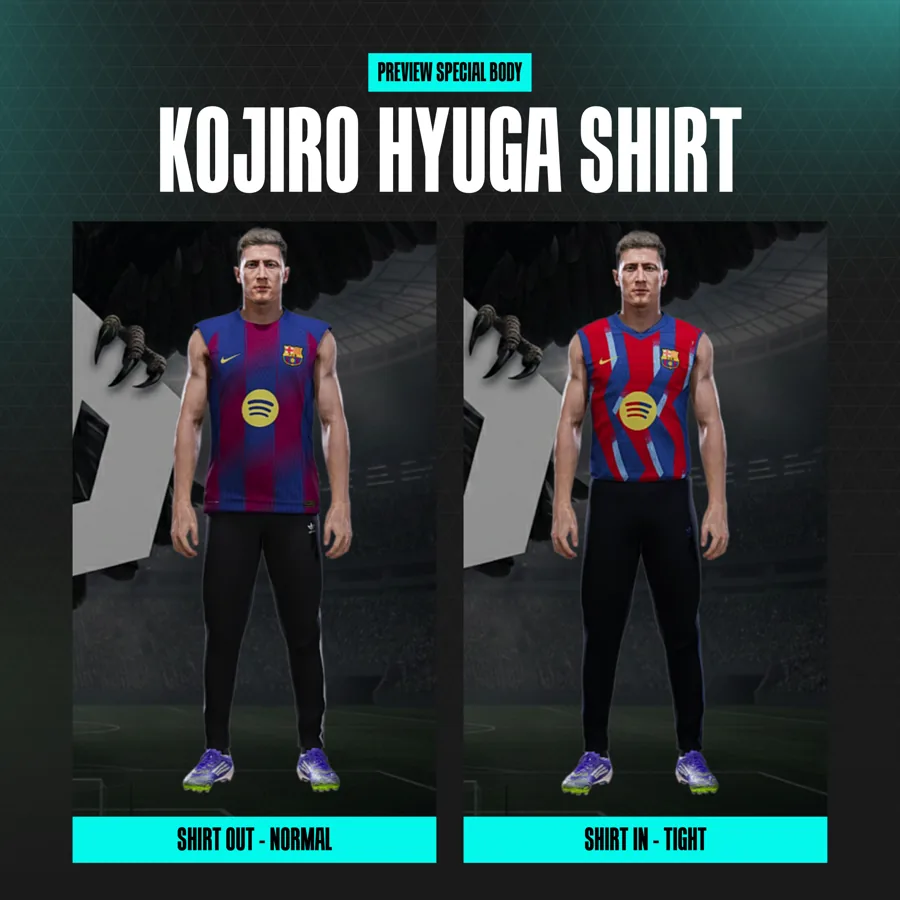 PREVIEW SPECIAL BODY
KOJIRO HYUGA SHIRT
SHIRT OUT - NORMAL
SHIRT IN - TIGHT